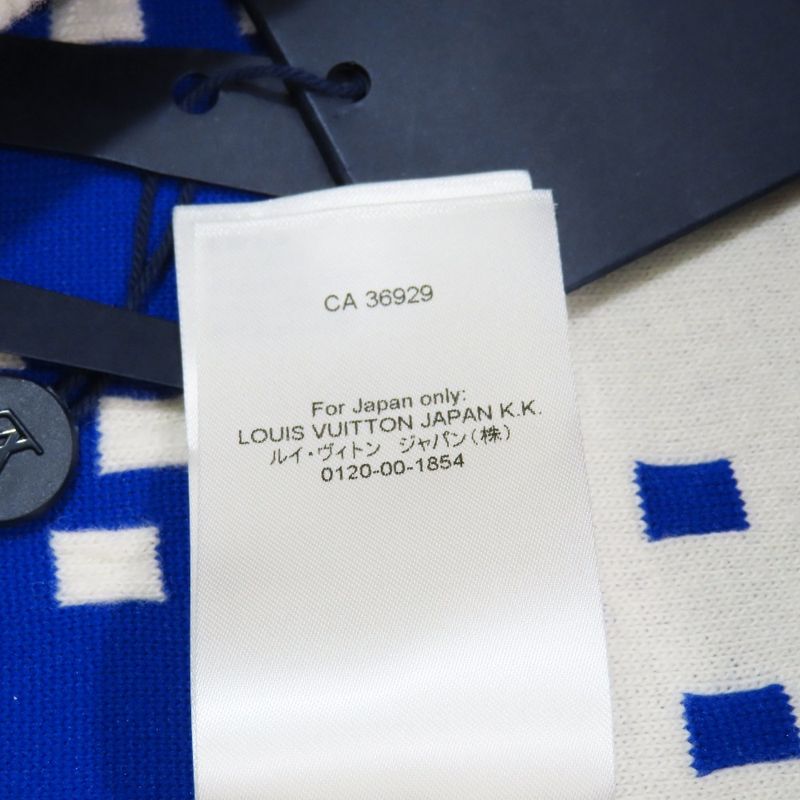 CA 36929
For Japan only:
LOUIS VUITTON JAPAN K.K.
ルイ・ヴィトン　ジャパン(株)
0120-00-1854